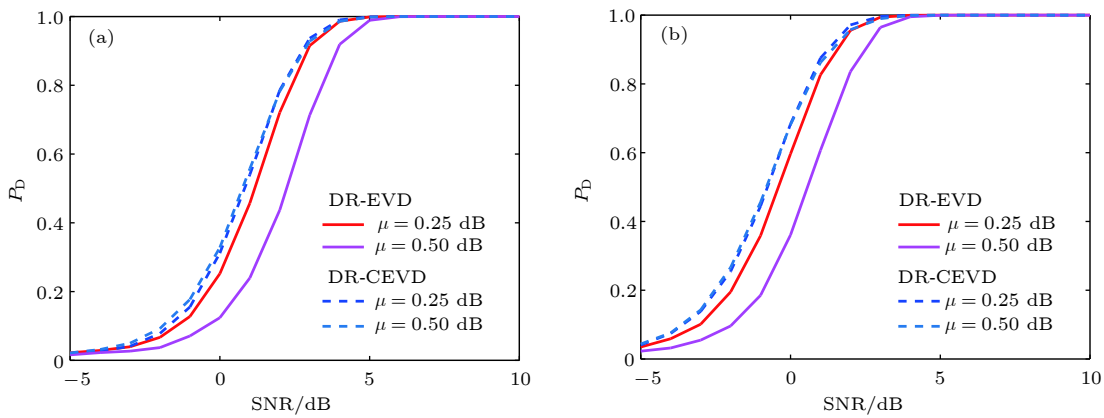 (a)
1.0
0.8
0.6
0.4
0.2
0
P_D
DR-EVD
μ = 0.25 dB
μ = 0.50 dB
DR-CEVD
μ = 0.25 dB
μ = 0.50 dB
−5
0
5
10
SNR/dB
(b)
1.0
0.8
0.6
0.4
0.2
0
P_D
DR-EVD
μ = 0.25 dB
μ = 0.50 dB
DR-CEVD
μ = 0.25 dB
μ = 0.50 dB
−5
0
5
10
SNR/dB